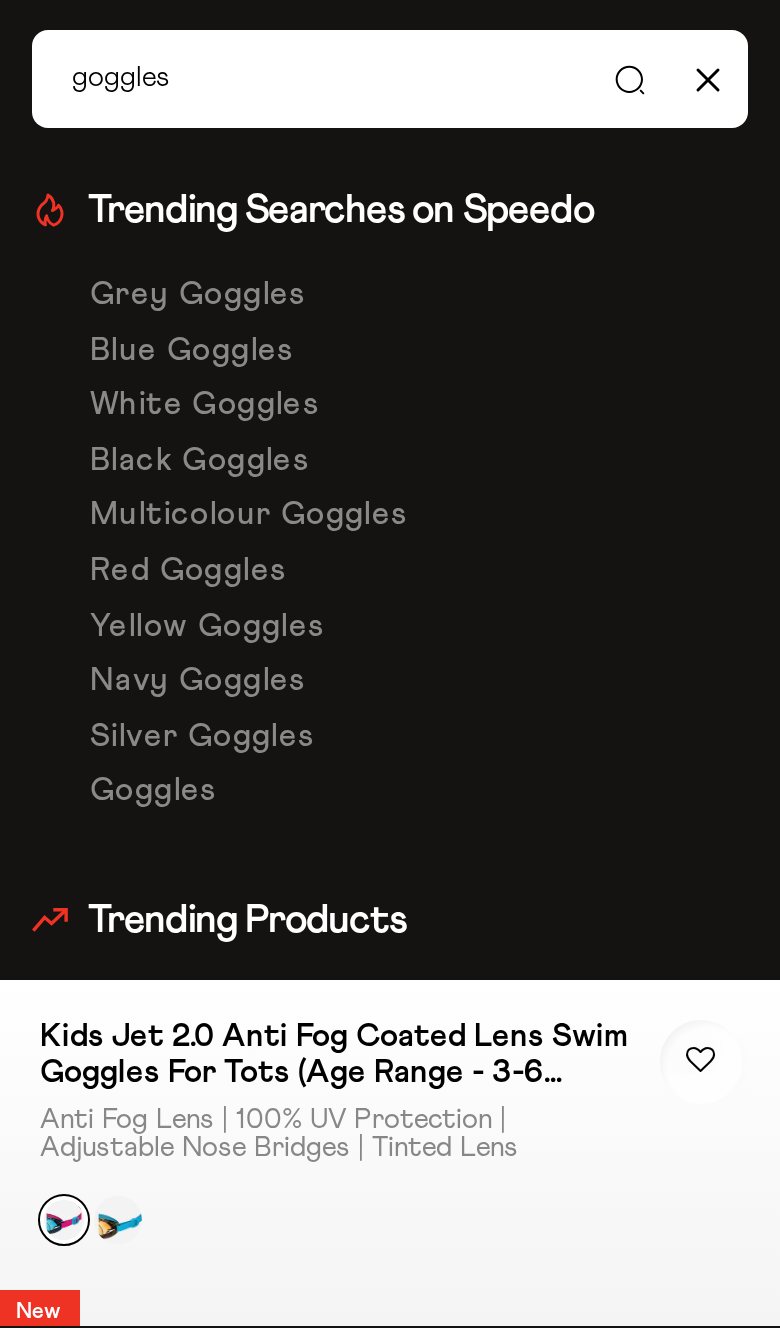 goggles
Trending Searches on Speedo
Grey Goggles
Blue Goggles
White Goggles
Black Goggles
Multicolour Goggles
Red Goggles
Yellow Goggles
Navy Goggles
Silver Goggles
Goggles
Trending Products
Kids Jet 2.0 Anti Fog Coated Lens Swim
Goggles For Tots (Age Range - 3-6...
Anti Fog Lens | 100% UV Protection |
Adjustable Nose Bridges | Tinted Lens
New